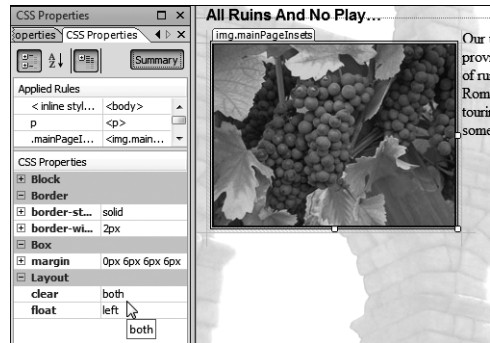 CSS Properties
operties
CSS Properties
Summary
Applied Rules
< inline styl... <body>
p <p>
.mainPageI... <img.main...
CSS Properties
Block
Border
border-st... solid
border-wi... 2px
Box
margin 0px 6px 6px 6px
Layout
clear both
float left
both
All Ruins And No Play...
img.mainPageInsets
Our
provi
of ru
Rom
tourin
some